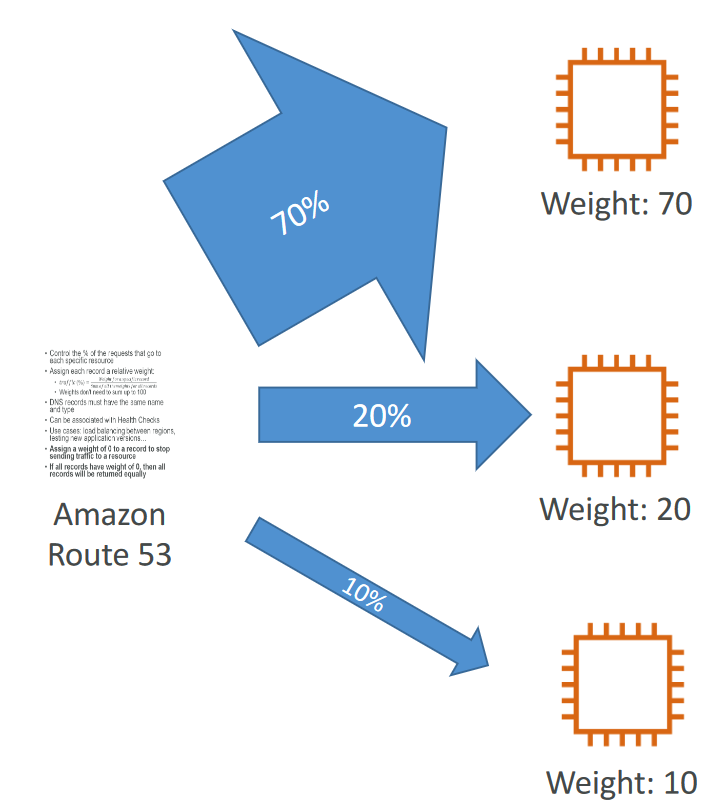 70%
Weight: 70
• Control the % of the requests that go to
each specific resource
• Assign each record a relative weight:
• traffic (%) = Weight for a specific record / Sum of all the weights for all records
• Weights don't need to sum up to 100
• DNS records must have the same name
and type
• Can be associated with Health Checks
• Use cases: load balancing between regions,
testing new application versions…
• Assign a weight of 0 to a record to stop
sending traffic to a resource
• If all records have weight of 0, then all
records will be returned equally
20%
Weight: 20
Amazon
Route 53
10%
Weight: 10